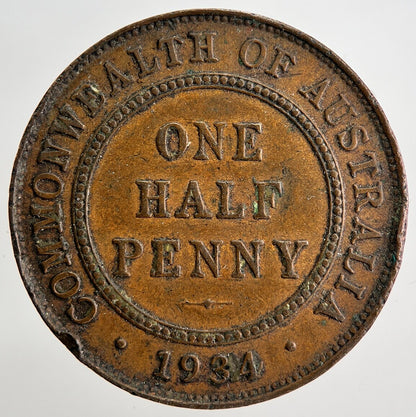 COMMONWEALTH OF AUSTRALIA
ONE
HALF
PENNY
· 1934 ·